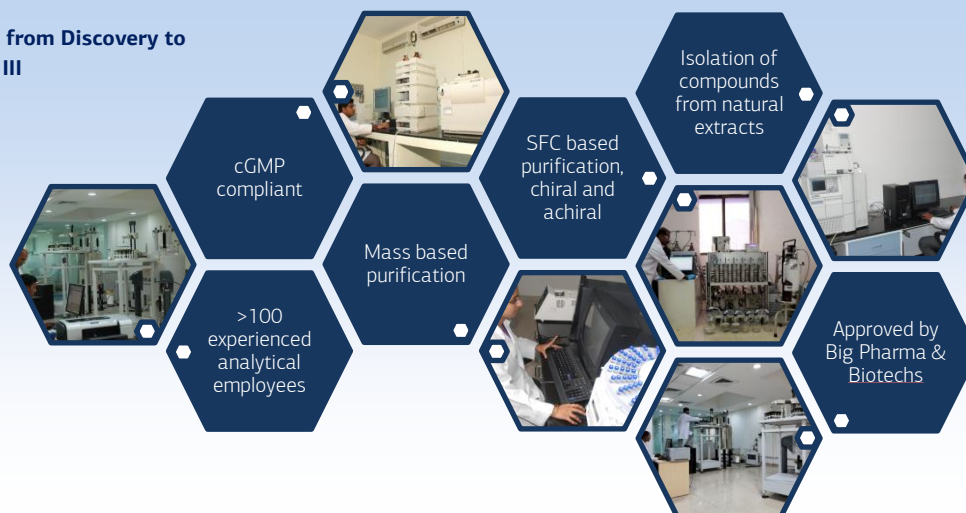 from Discovery to
III
Isolation of
compounds
from natural
extracts
cGMP
compliant
SFC based
purification,
chiral and
achiral
Mass based
purification
>100
experienced
analytical
employees
Approved by
Big Pharma &
Biotechs